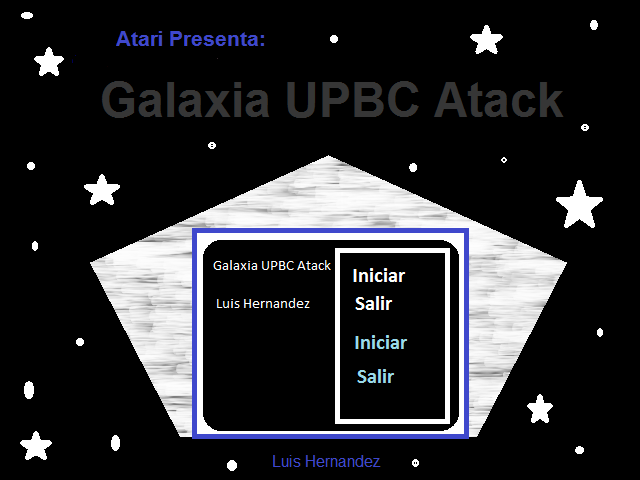 Atari Presenta:
Galaxia UPBC Atack
Galaxia UPBC Atack
Iniciar
Luis Hernandez
Salir
Iniciar
Salir
Luis Hernandez